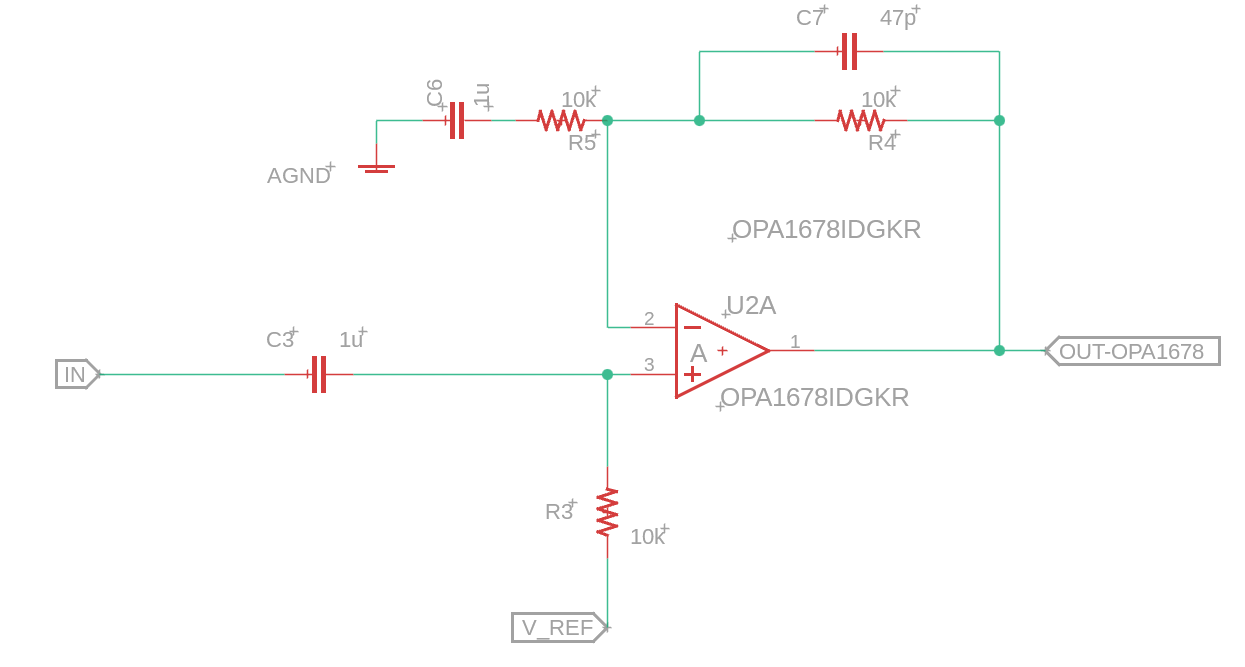 C7 47p
C6 1u 10k 10k
R5 R4
AGND
OPA1678IDGKR
U2A
2
C3 1u 1
A OUT-OPA1678
3
IN
OPA1678IDGKR
R3
10k
V_REF